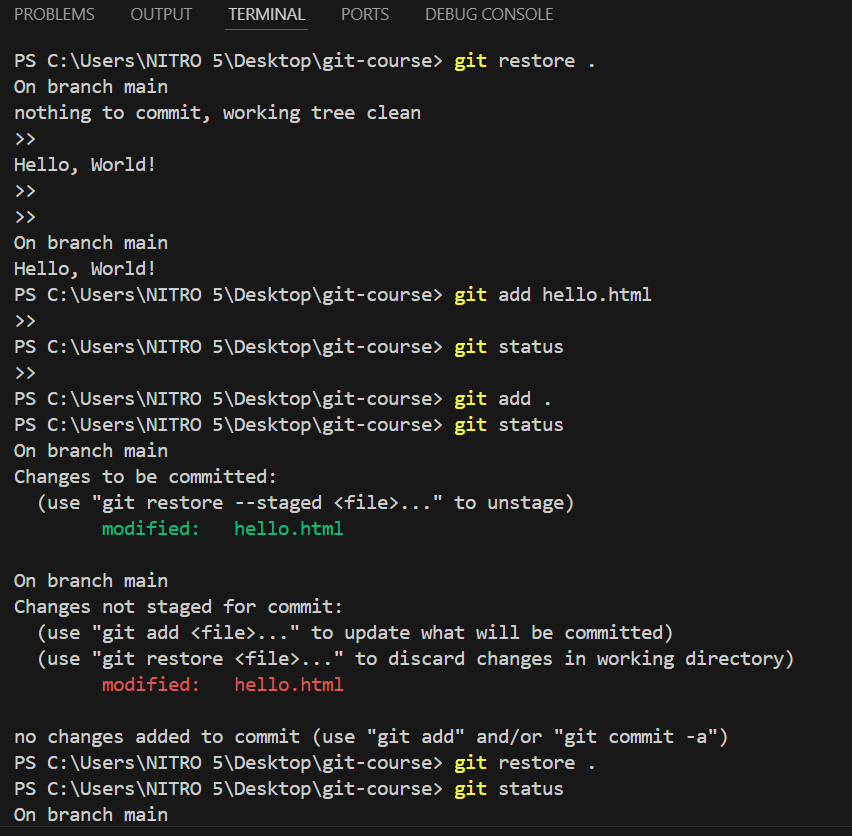 PROBLEMS OUTPUT TERMINAL PORTS DEBUG CONSOLE
PS C:\Users\NITRO 5\Desktop\git-course> git restore .
On branch main
nothing to commit, working tree clean
>>
Hello, World!
>>
>>
On branch main
Hello, World!
PS C:\Users\NITRO 5\Desktop\git-course> git add hello.html
>>
PS C:\Users\NITRO 5\Desktop\git-course> git status
>>
PS C:\Users\NITRO 5\Desktop\git-course> git add .
PS C:\Users\NITRO 5\Desktop\git-course> git status
On branch main
Changes to be committed:
  (use "git restore --staged <file>..." to unstage)
        modified:   hello.html

On branch main
Changes not staged for commit:
  (use "git add <file>..." to update what will be committed)
  (use "git restore <file>..." to discard changes in working directory)
        modified:   hello.html

no changes added to commit (use "git add" and/or "git commit -a")
PS C:\Users\NITRO 5\Desktop\git-course> git restore .
PS C:\Users\NITRO 5\Desktop\git-course> git status
On branch main